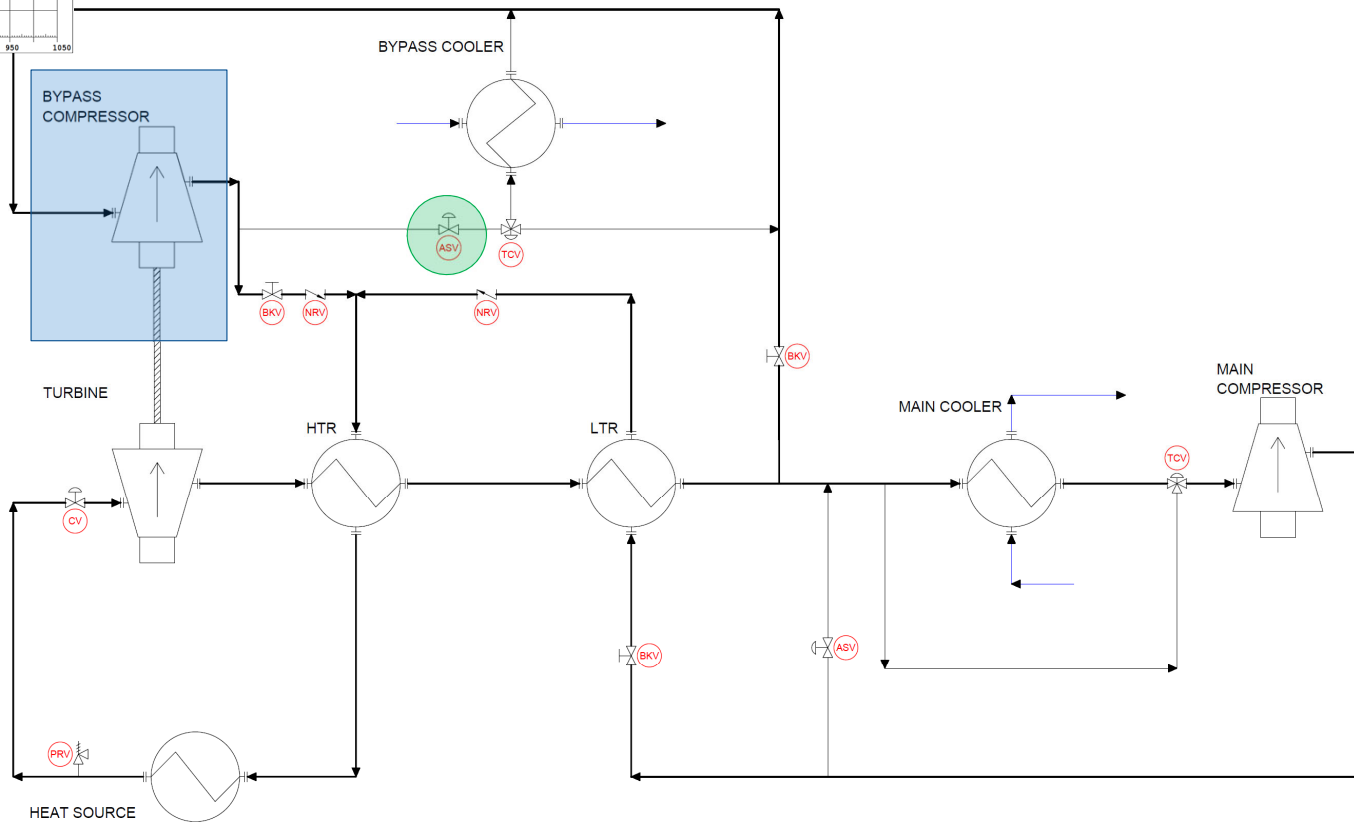 950 1050
BYPASS COOLER
BYPASS
COMPRESSOR
ASV
TCV
BKV
NRV
NRV
BKV
TURBINE
MAIN
COMPRESSOR
HTR
LTR
MAIN COOLER
TCV
CV
BKV
ASV
PRV
HEAT SOURCE